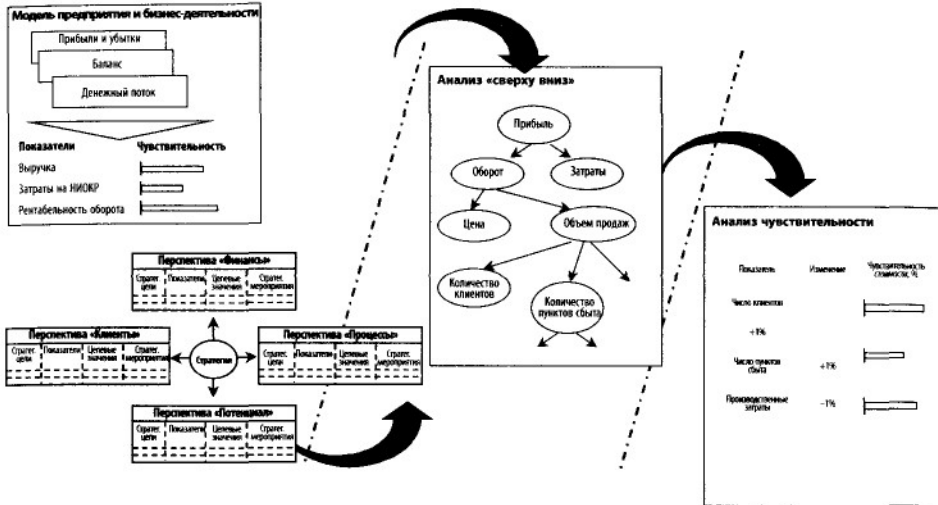 Модель предприятия и бизнес-деятельности
Прибыли и убытки
Баланс
Денежный поток
Показатели Чувствительность
Выручка
Затраты на НИОКР
Рентабельность оборота
Перспектива «Финансы»
Стратег. цели Показатели Целевые значения Стратег. мероприятия
Перспектива «Клиенты»
Стратег. цели Показатели Целевые значения Стратег. мероприятия
Стратегия
Перспектива «Процессы»
Стратег. цели Показатели Целевые значения Стратег. мероприятия
Перспектива «Потенциал»
Стратег. цели Показатели Целевые значения Стратег. мероприятия
Анализ «сверху вниз»
Прибыль
Оборот
Затраты
Цена
Объем продаж
Количество
клиентов
Количество
пунктов сбыта
Анализ чувствительности
Показатель Изменение Чувствительность
стоимости, %
Число клиентов
+1%
Число пунктов
сбыта +1%
Производственные
затраты −1%